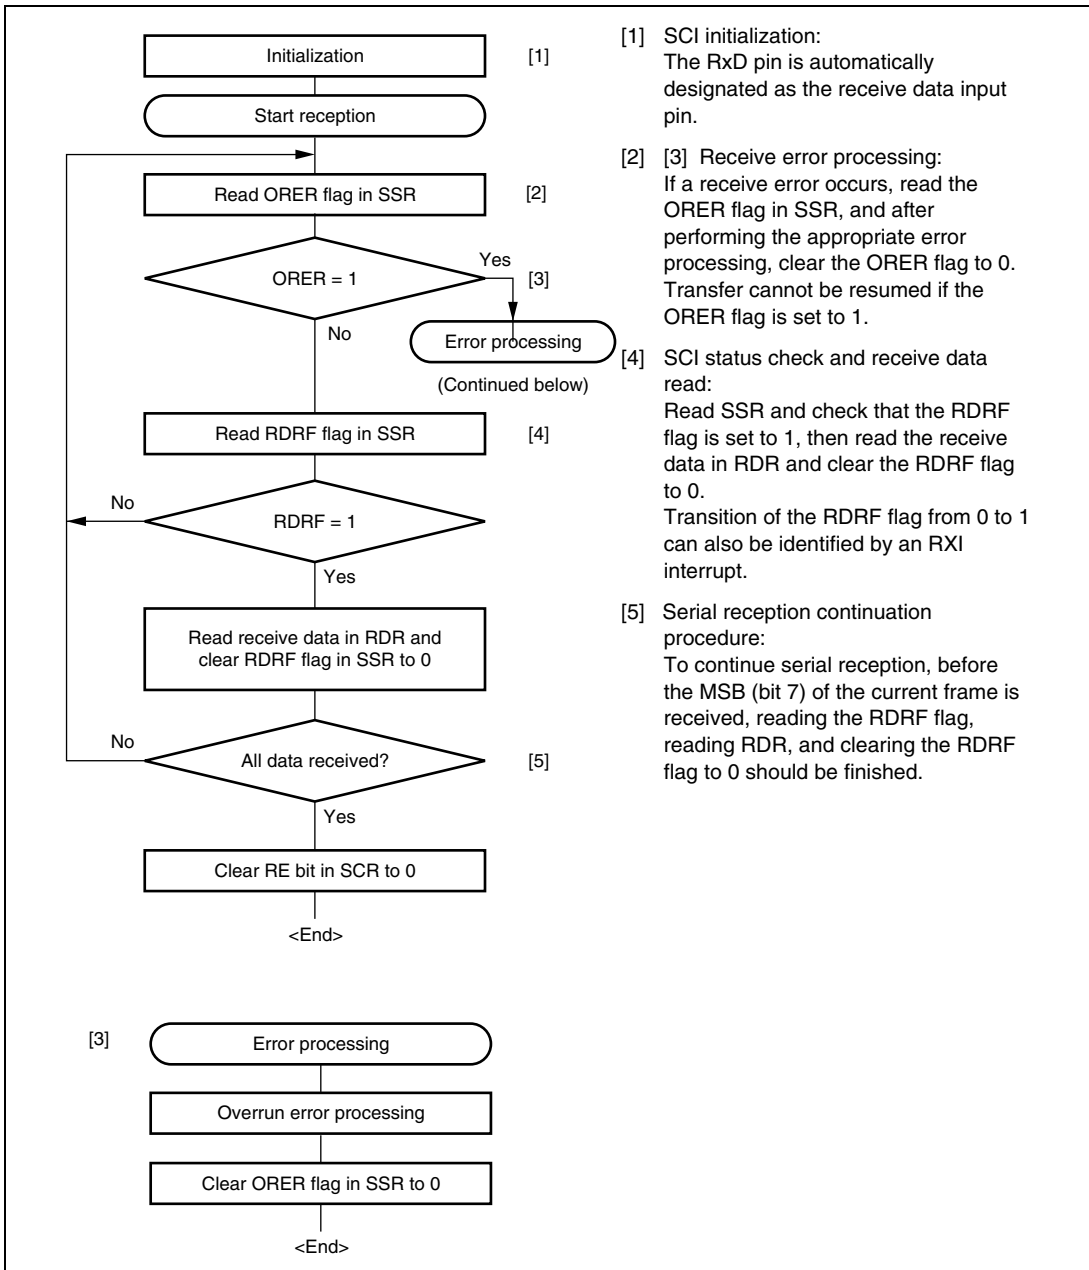 Initialization
[1]
Start reception
Read ORER flag in SSR
[2]
ORER = 1
Yes
[3]
No
Error processing
(Continued below)
Read RDRF flag in SSR
[4]
No
RDRF = 1
Yes
Read receive data in RDR and
clear RDRF flag in SSR to 0
No
All data received?
[5]
Yes
Clear RE bit in SCR to 0
<End>
[3]
Error processing
Overrun error processing
Clear ORER flag in SSR to 0
<End>
[1] SCI initialization:
The RxD pin is automatically
designated as the receive data input
pin.
[2] [3] Receive error processing:
If a receive error occurs, read the
ORER flag in SSR, and after
performing the appropriate error
processing, clear the ORER flag to 0.
Transfer cannot be resumed if the
ORER flag is set to 1.
[4] SCI status check and receive data
read:
Read SSR and check that the RDRF
flag is set to 1, then read the receive
data in RDR and clear the RDRF flag
to 0.
Transition of the RDRF flag from 0 to 1
can also be identified by an RXI
interrupt.
[5] Serial reception continuation
procedure:
To continue serial reception, before
the MSB (bit 7) of the current frame is
received, reading the RDRF flag,
reading RDR, and clearing the RDRF
flag to 0 should be finished.